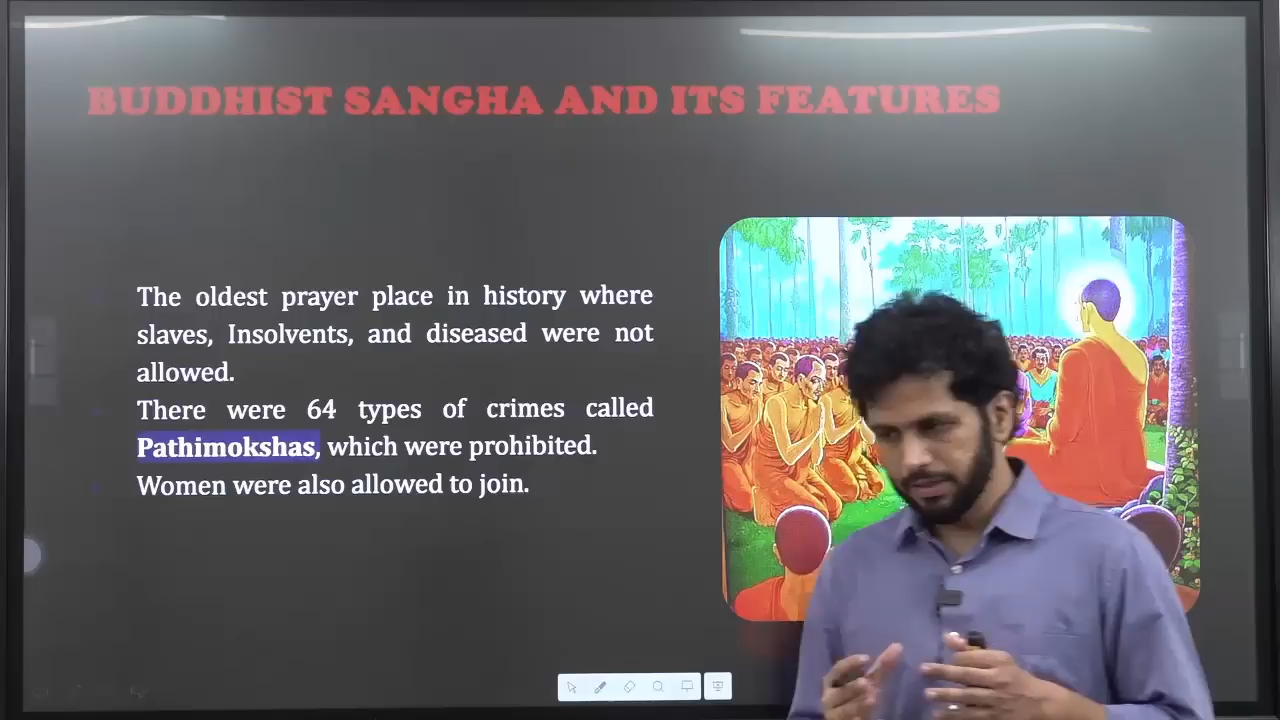 BUDDHIST SANGHA AND ITS FEATURES
The oldest prayer place in history where
slaves, Insolvents, and diseased were not
allowed.
There were 64 types of crimes called
Pathimokshas, which were prohibited.
Women were also allowed to join.